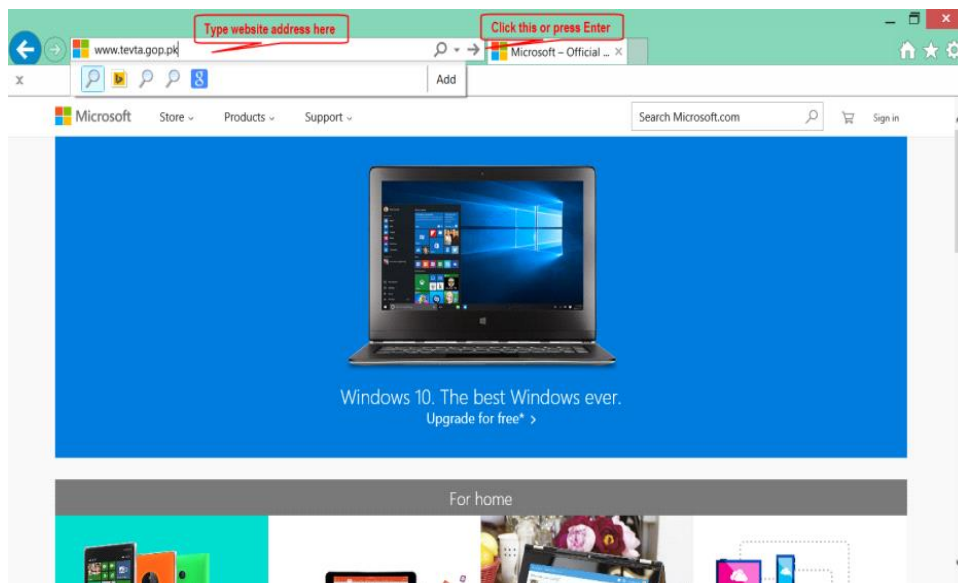 Type website address here
Click this or press Enter
www.tevta.gop.pk
Microsoft – Official ...
Add
Microsoft Store Products Support Search Microsoft.com Sign in
Windows 10. The best Windows ever.
Upgrade for free* >
For home